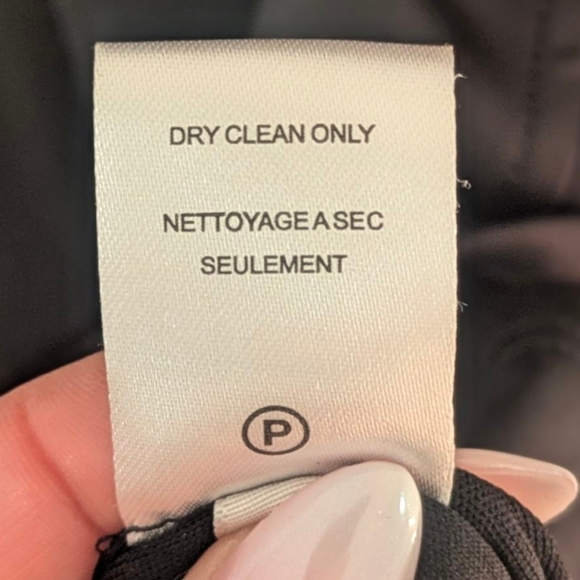 DRY CLEAN ONLY
NETTOYAGE A SEC
SEULEMENT
P